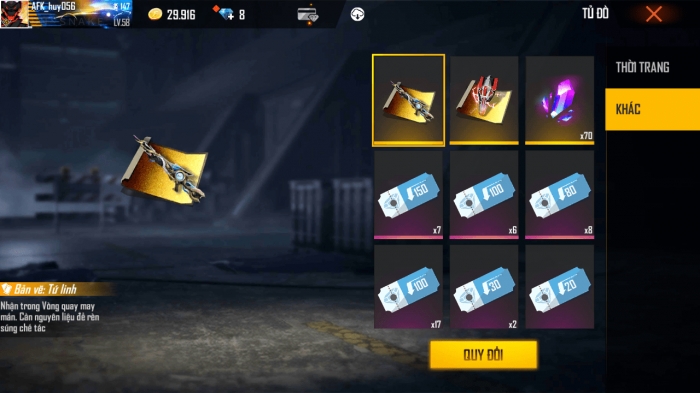 AFK_huy056
147
LV.58
29.916
+ 8
TỦ ĐỒ
THỜI TRANG
KHÁC
x70
150
x7
100
x6
80
x8
100
x17
30
x2
20
Bản vẽ: Tứ linh
Nhận trong Vòng quay may
mắn. Cần nguyên liệu để rèn
súng chế tác
QUY ĐỔI